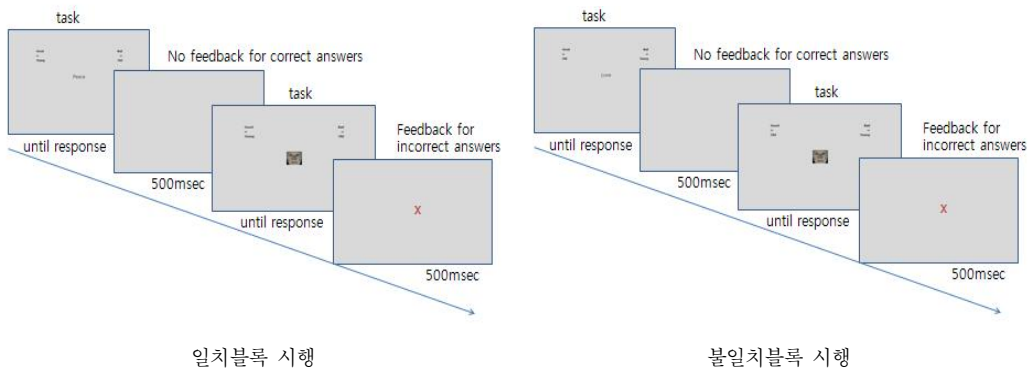 task
No feedback for correct answers
task
Feedback for
incorrect answers
until response
500msec
until response
X
500msec
일치블록 시행
task
No feedback for correct answers
task
Feedback for
incorrect answers
until response
500msec
until response
X
500msec
불일치블록 시행